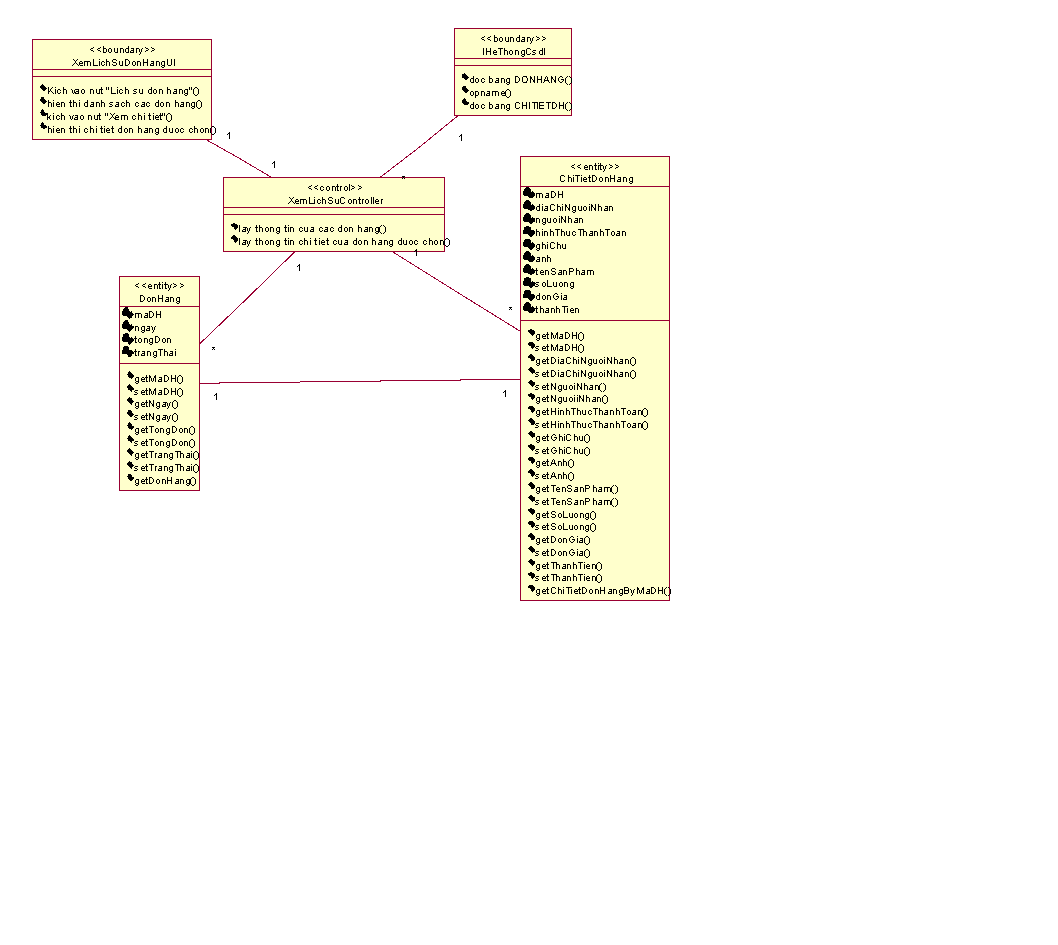 <<boundary>>
XemLichSuDonHangUI
Kich vao nut "Lich su don hang"()
hien thi danh sach cac don hang()
kich vao nut "Xem chi tiet"()
hien thi chi tiet don hang duoc chon()
<<boundary>>
IHeThongCsdl
doc bang DONHANG()
opname()
doc bang CHITIETDH()
1
1
1
*
<<control>>
XemLichSuController
lay thong tin cua cac don hang()
lay thong tin chi tiet cua don hang duoc chon()
1
1
*
*
<<entity>>
DonHang
maDH
ngay
tongDon
trangThai
getMaDH()
setMaDH()
getNgay()
setNgay()
getTongDon()
setTongDon()
getTrangThai()
setTrangThai()
getDonHang()
1
1
<<entity>>
ChiTietDonHang
maDH
diaChiNguoiNhan
nguoiNhan
hinhThucThanhToan
ghiChu
anh
tenSanPham
soLuong
donGia
thanhTien
getMaDH()
setMaDH()
getDiaChiNguoiNhan()
setDiaChiNguoiNhan()
setNguoiNhan()
getNguoiiNhan()
getHinhThucThanhToan()
setHinhThucThanhToan()
getGhiChu()
setGhiChu()
getAnh()
setAnh()
getTenSanPham()
setTenSanPham()
getSoLuong()
setSoLuong()
getDonGia()
setDonGia()
getThanhTien()
setThanhTien()
getChiTietDonHangByMaDH()